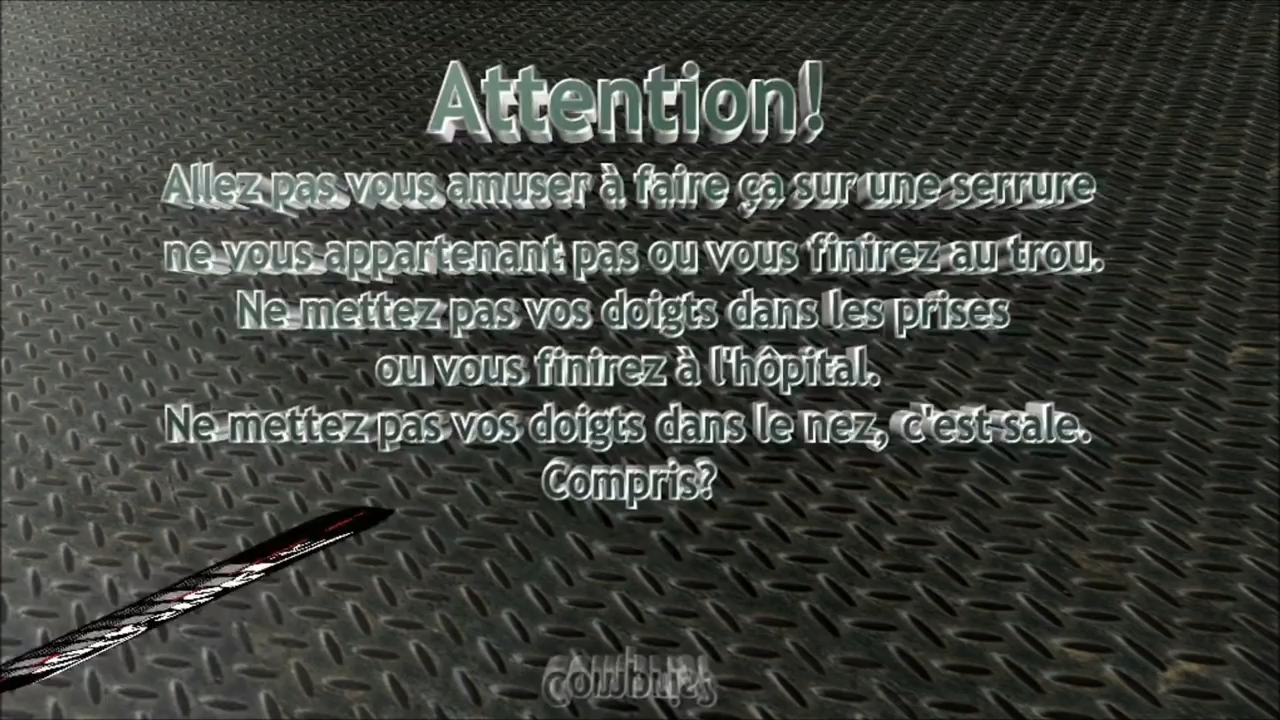 Attention!
Allez pas vous amuser à faire ça sur une serrure
ne vous appartenant pas ou vous finirez au trou.
Ne mettez pas vos doigts dans les prises
ou vous finirez à l'hôpital.
Ne mettez pas vos doigts dans le nez, c'est sale.
Compris?